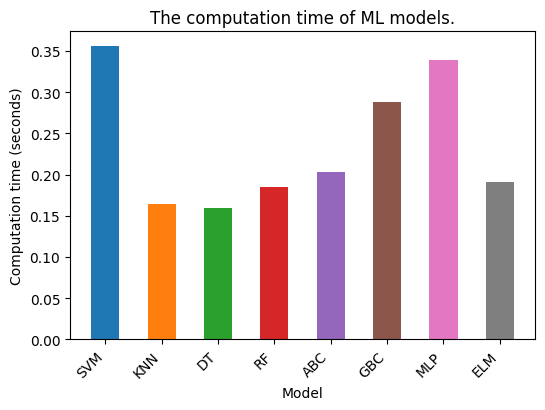 The computation time of ML models.
Computation time (seconds)
0.35
0.30
0.25
0.20
0.15
0.10
0.05
0.00
SVM
KNN
DT
RF
ABC
GBC
MLP
ELM
Model